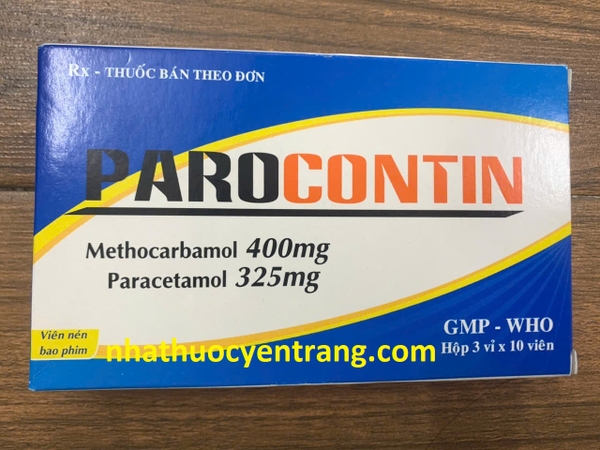 Rx - THUỐC BÁN THEO ĐƠN
PAROCONTIN
Methocarbamol 400mg
Paracetamol 325mg
Viên nén
bao phim
nhathuocyentrang.com
GMP - WHO
Hộp 3 vỉ x 10 viên